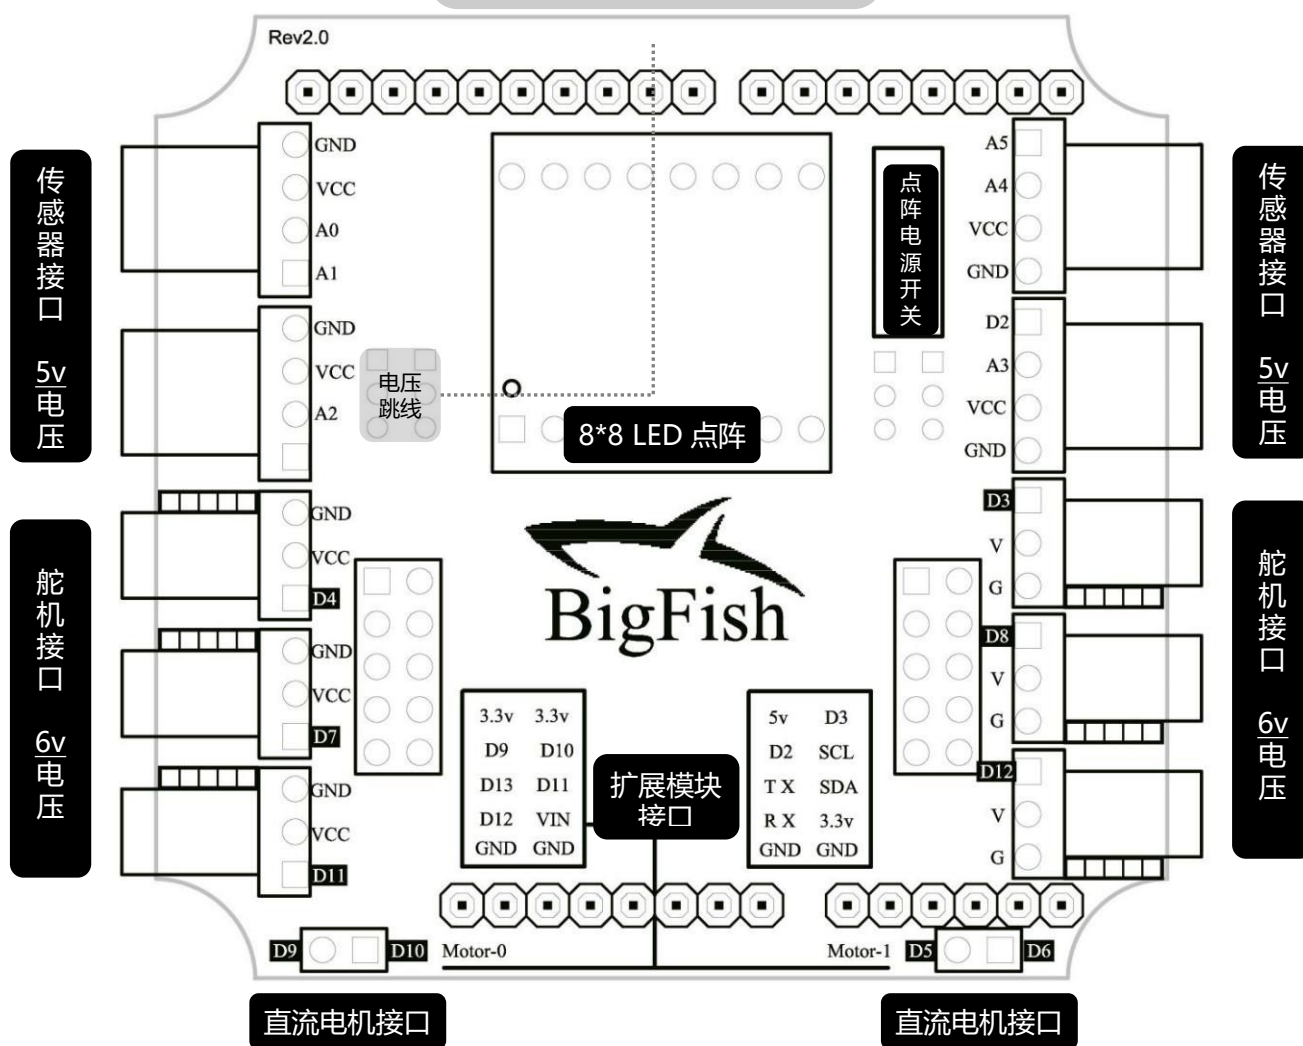 Rev2.0
传感器接口 5v电压
GND
VCC
A0
A1
GND
VCC
A2
电压
跳线
8*8 LED 点阵
点阵电源开关
A5
A4
VCC
GND
D2
A3
VCC
GND
传感器接口 5v电压
舵机接口 6v电压
GND
VCC
D4
GND
VCC
D7
GND
VCC
D11
BigFish
3.3v 3.3v
D9 D10
D13 D11
D12 VIN
GND GND
扩展模块
接口
5v D3
D2 SCL
TX SDA
RX 3.3v
GND GND
D3
V
G
D8
V
G
D12
V
G
舵机接口 6v电压
D9 D10 Motor-0
Motor-1 D5 D6
直流电机接口
直流电机接口